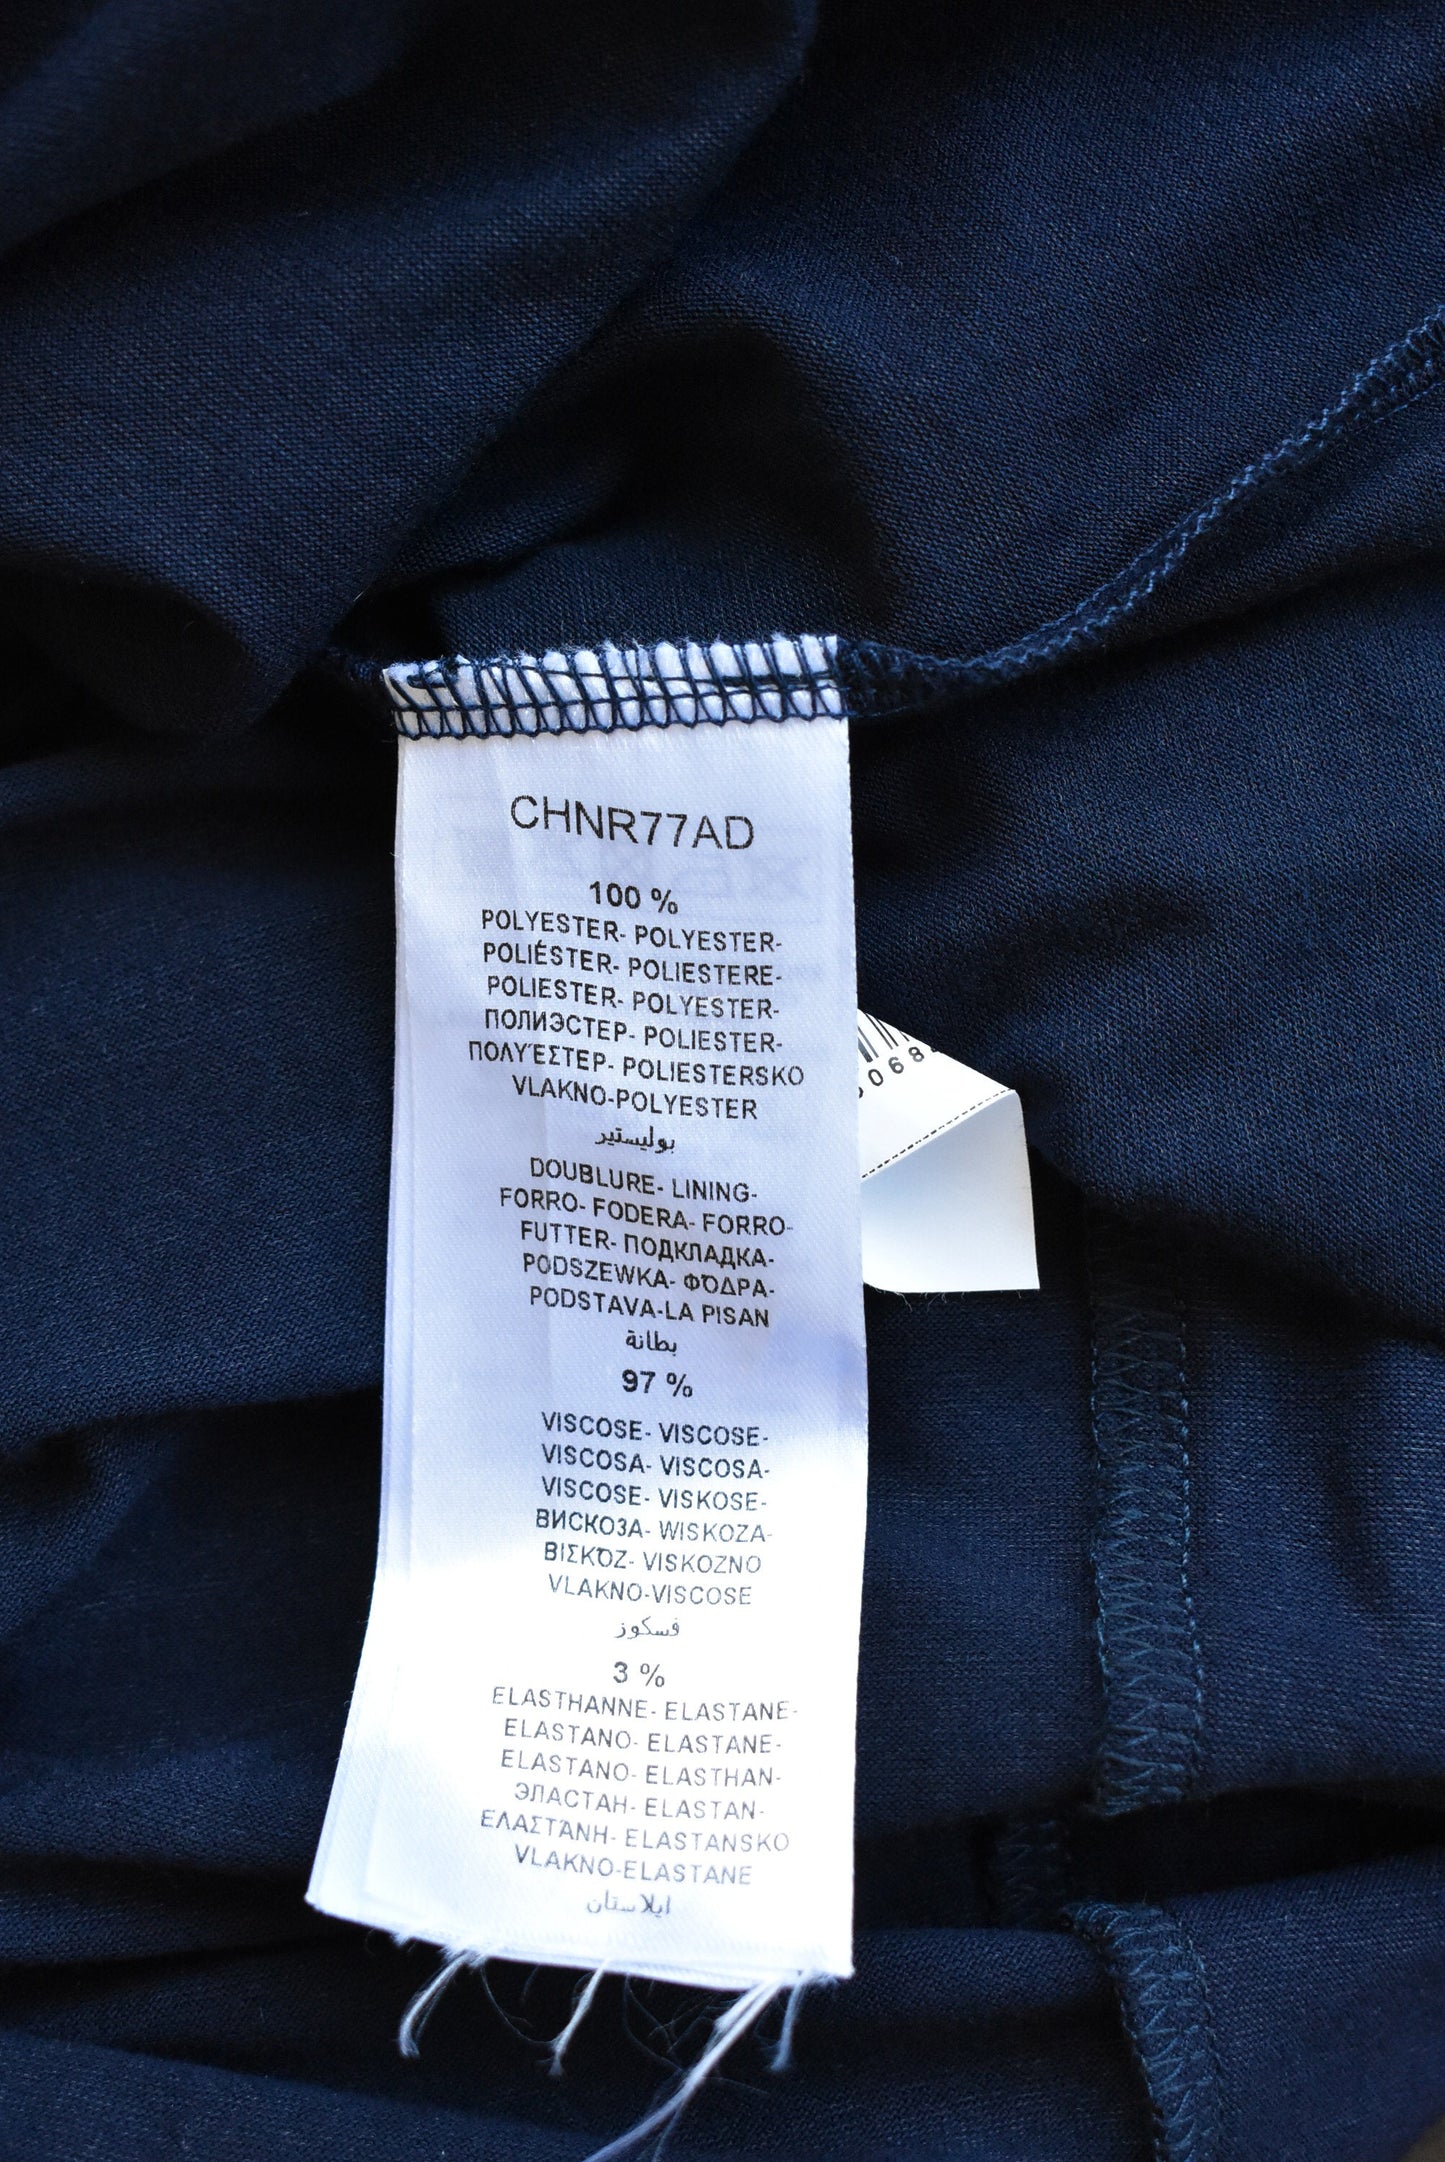 CHNR77AD
100 %
POLYESTER- POLYESTER-
POLIÉSTER- POLIESTERE-
POLIESTER- POLYESTER-
ПОЛИЭСТЕР- POLIESTER-
ΠΟΛΥΈΣΤΕΡ- POLIESTERSKO
VLAKNO-POLYESTER
بوليستير
DOUBLURE- LINING-
FORRO- FODERA- FORRO-
FUTTER- ПОДКЛАДКА-
PODSZEWKA- ΦΌΔΡΑ-
PODSTAVA-LA PISAN
بطانة
97 %
VISCOSE- VISCOSE-
VISCOSA- VISCOSA-
VISCOSE- VISKOSE-
ВИСКОЗА- WISKOZA-
ΒΙΣΚΌΖ- VISKOZNO
VLAKNO-VISCOSE
فسكوز
3 %
ELASTHANNE- ELASTANE-
ELASTANO- ELASTANE-
ELASTANO- ELASTHAN-
ЭЛАСТАН- ELASTAN-
ΕΛΑΣΤΆΝΗ- ELASTANSKO
VLAKNO-ELASTANE
ايلاستان